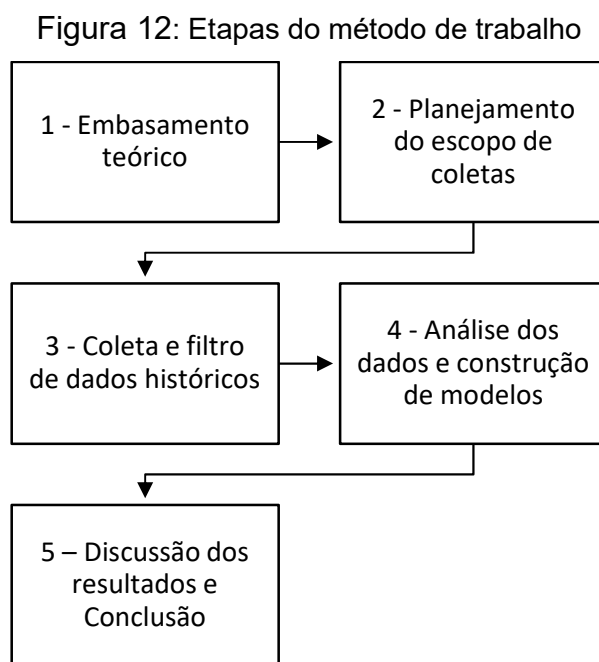 Figura 12: Etapas do método de trabalho
1 - Embasamento
teórico
2 - Planejamento
do escopo de
coletas
3 - Coleta e filtro
de dados históricos
4 - Análise dos
dados e construção
de modelos
5 – Discussão dos
resultados e
Conclusão